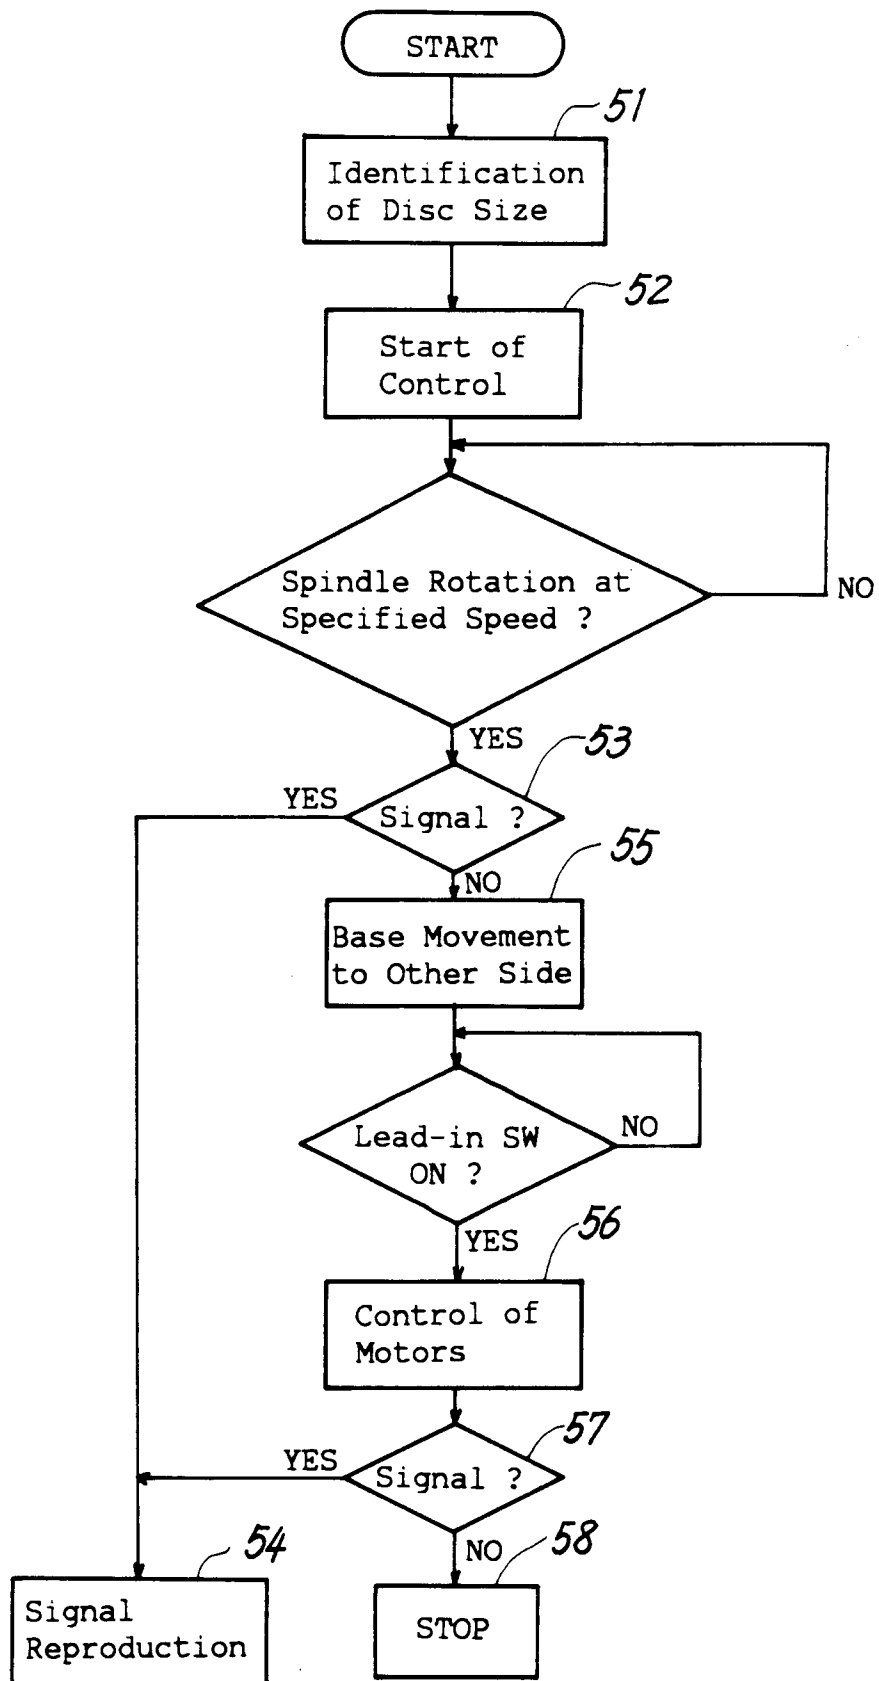 START
51
Identification
of Disc Size
52
Start of
Control
Spindle Rotation at
Specified Speed ?
NO
YES
53
YES
Signal ?
55
NO
Base Movement
to Other Side
Lead-in SW
ON ?
NO
56
YES
Control of
Motors
57
YES
Signal ?
54
58
NO
Signal
Reproduction
STOP